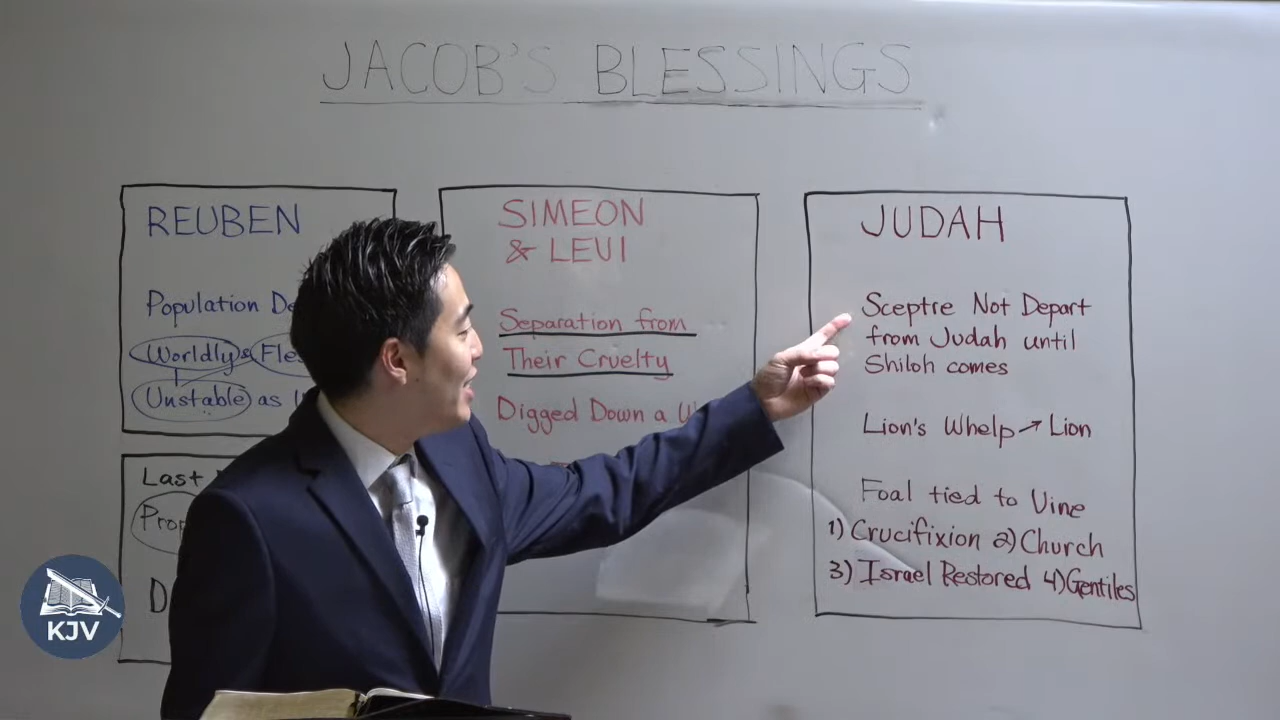 JACOB'S BLESSINGS
REUBEN
Population
Worldly &
Unstable as
Last
SIMEON
& LEVI
Separation from
Their Cruelty
Digged Down a
JUDAH
Sceptre Not Depart
from Judah until
Shiloh comes
Lion's Whelp → Lion
Foal tied to Vine
1) Crucifixion 2) Church
3) Israel Restored 4) Gentiles
KJV